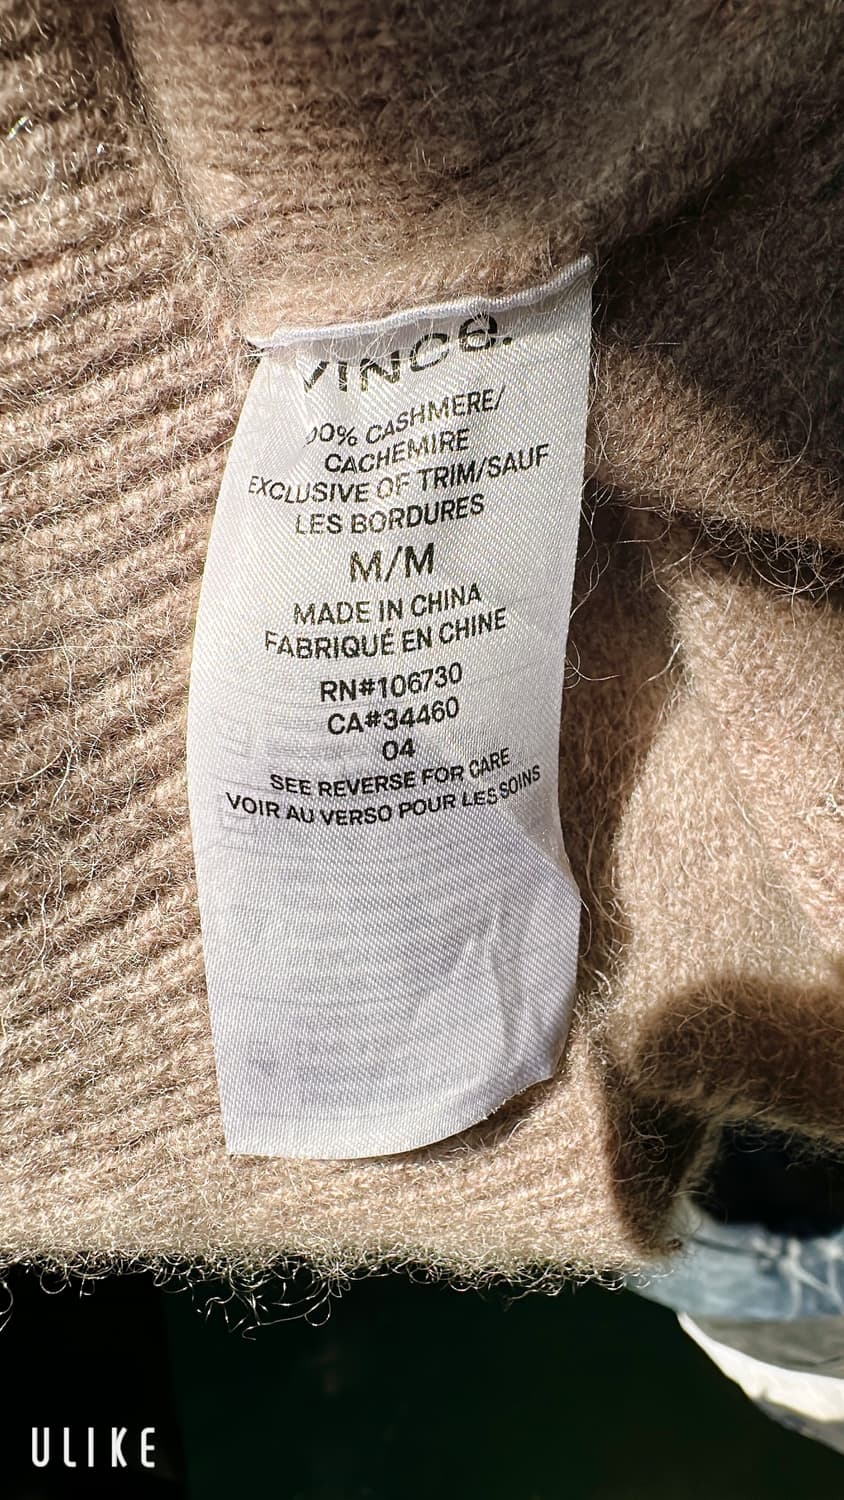 VINCE.
00% CASHMERE/
CACHEMIRE
EXCLUSIVE OF TRIM/SAUF
LES BORDURES
M/M
MADE IN CHINA
FABRIQUÉ EN CHINE
RN#106730
CA#34460
04
SEE REVERSE FOR CARE
VOIR AU VERSO POUR LES SOINS
ULIKE